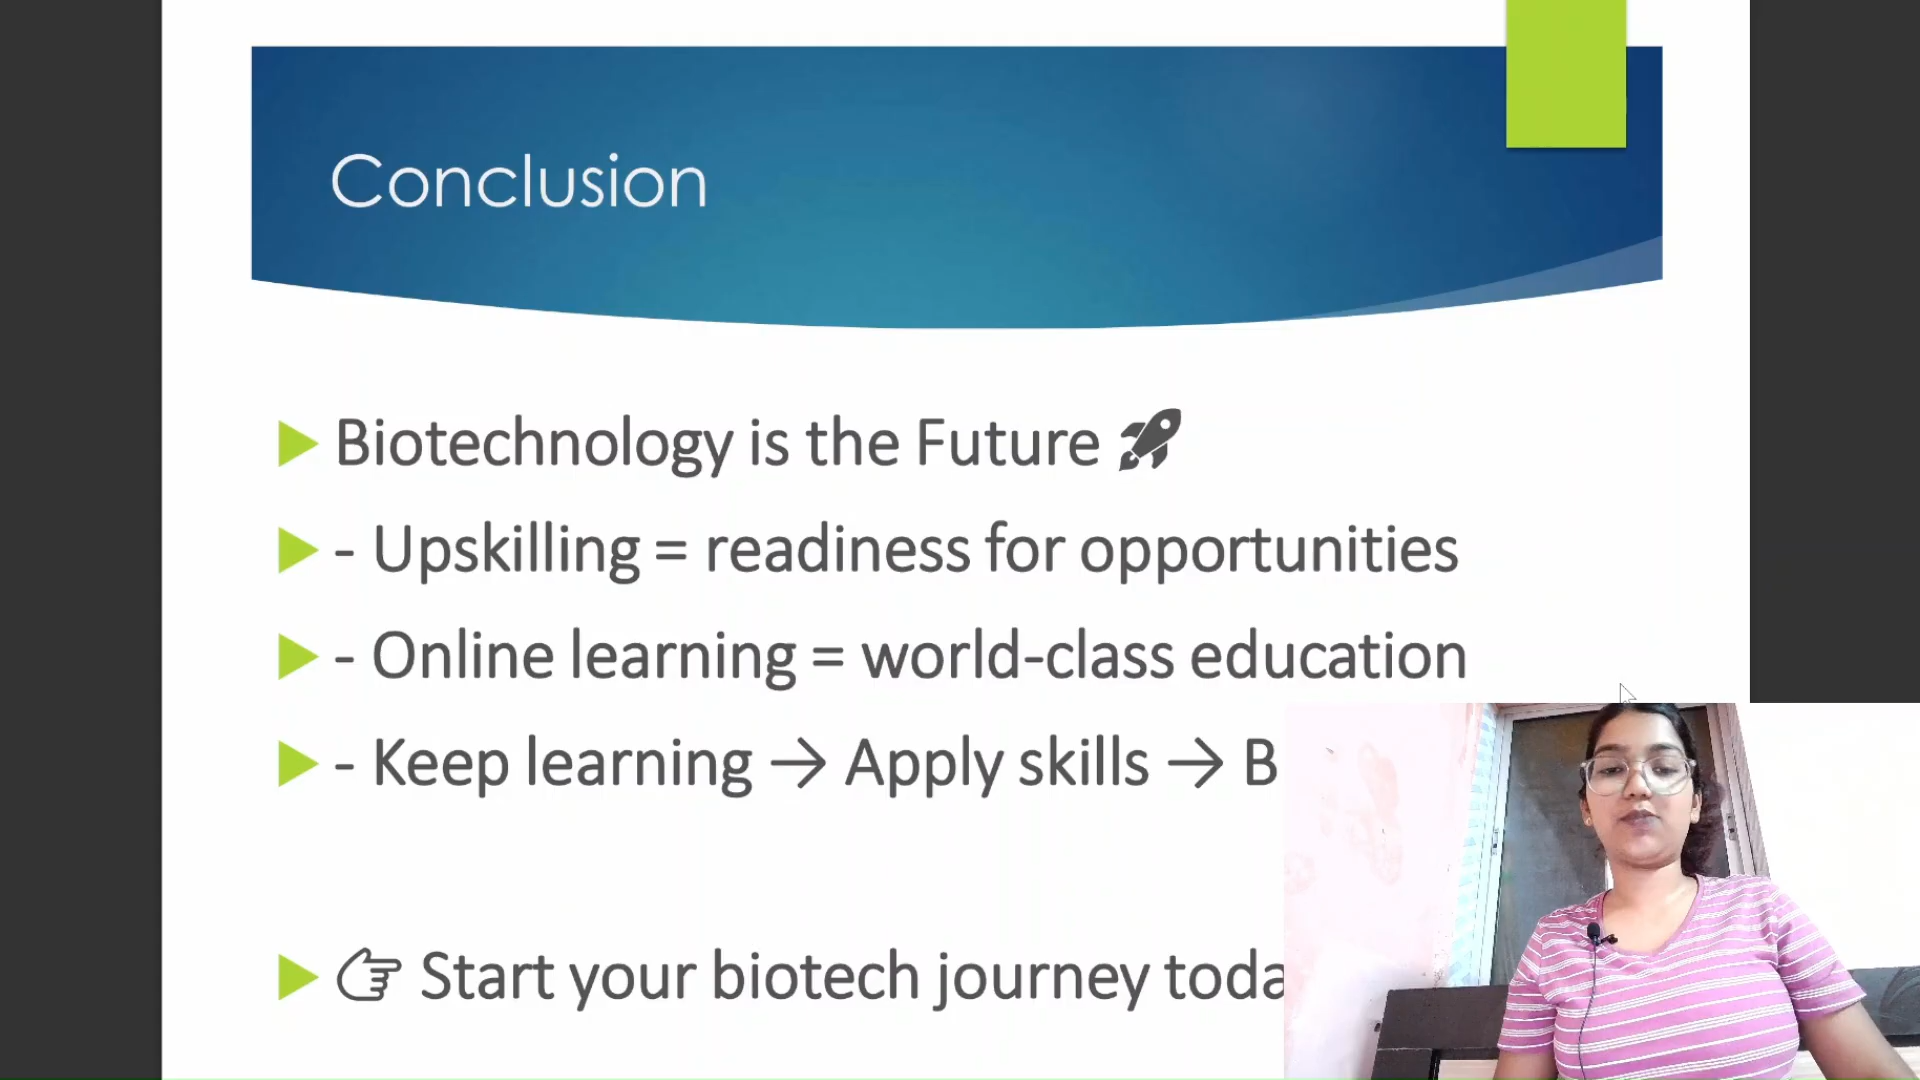 Conclusion
Biotechnology is the Future 🚀
- Upskilling = readiness for opportunities
- Online learning = world-class education
- Keep learning → Apply skills → B
👉 Start your biotech journey toda